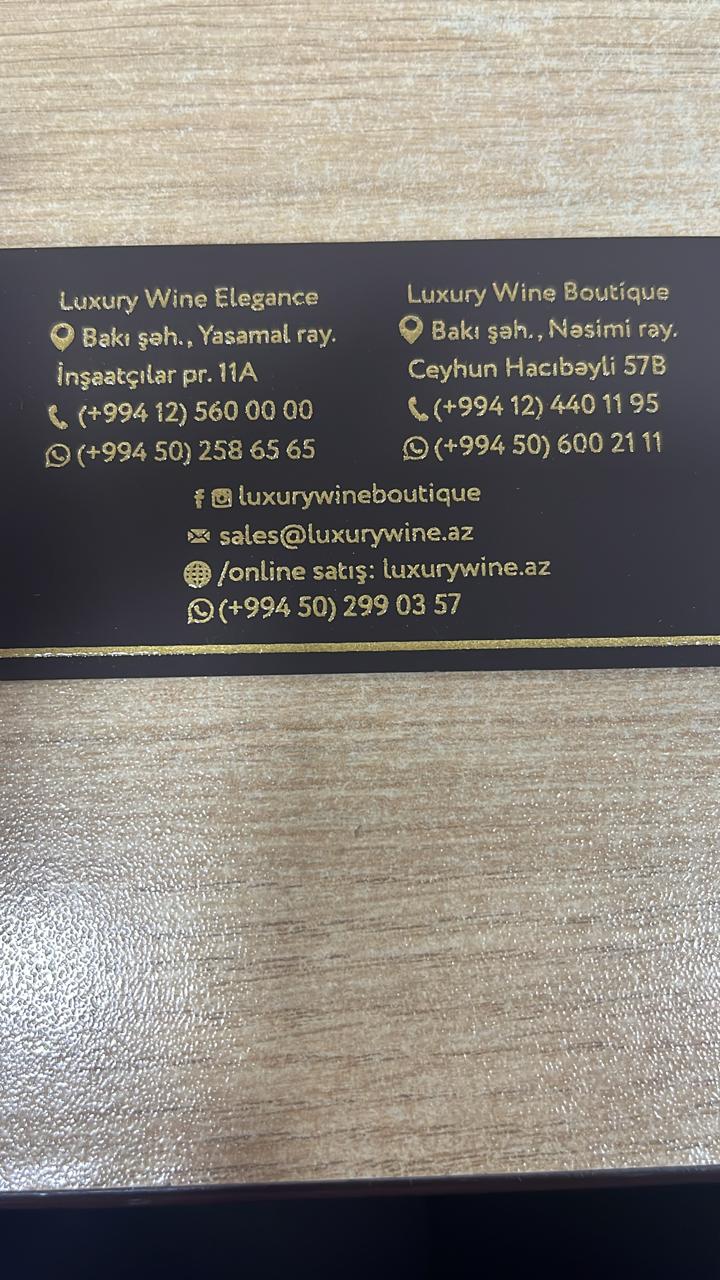 Luxury Wine Elegance
Bakı şəh., Yasamal ray.
İnşaatçılar pr. 11A
(+994 12) 560 00 00
(+994 50) 258 65 65
Luxury Wine Boutique
Bakı şəh., Nəsimi ray.
Ceyhun Hacıbəyli 57B
(+994 12) 440 11 95
(+994 50) 600 21 11
luxurywineboutique
sales@luxurywine.az
/online satış: luxurywine.az
(+994 50) 299 03 57